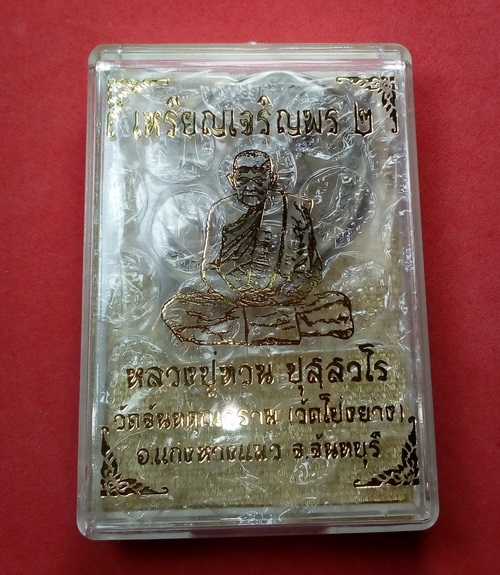 เหรียญเจริญพร ๒
หลวงปู่หวน ปุสฺสวโร
วัดจันทคุณาราม (วัดโป่งยาง)
อ.แก่งหางแมว จ.จันทบุรี